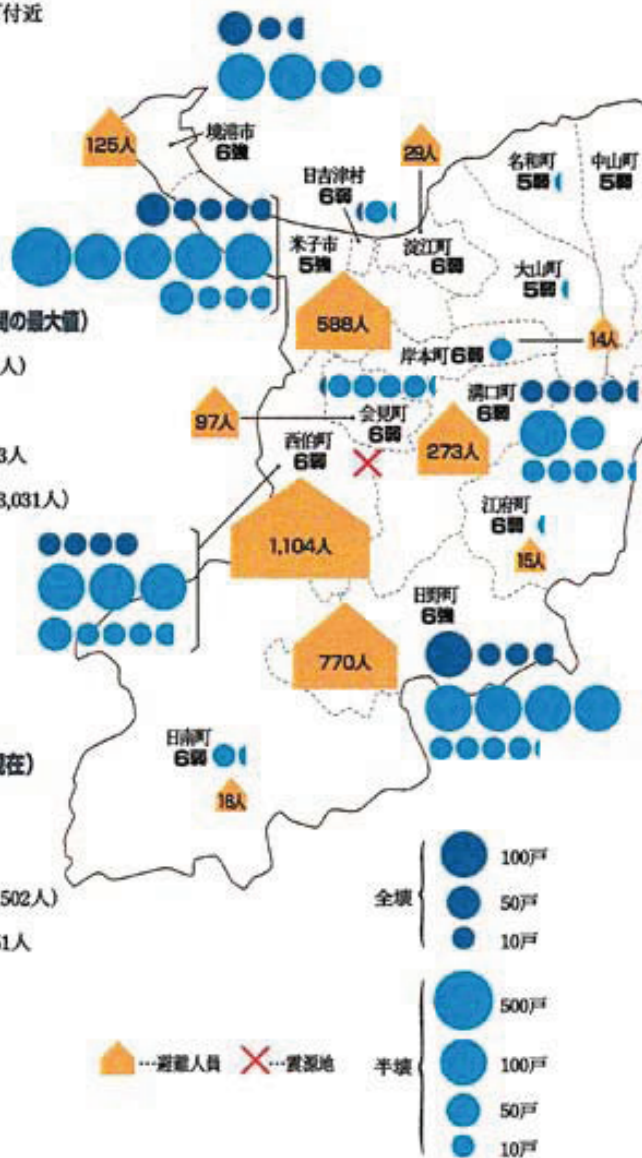 付近
125人
境港市
6強
29人
日吉津村
6弱
名和町
5弱
中山町
5弱
米子市
5強
淀江町
6弱
大山町
5弱
間の最大値)
588人
岸本町 6弱
14人
人)
97人
会見町
6弱
溝口町
6弱
273人
3人
西伯町
6弱
3,031人)
1,104人
江府町
6弱
15人
日野町
6強
770人
日南町
6弱
現在)
18人
全壊
100戸
50戸
10戸
502人)
51人
半壊
500戸
100戸
50戸
10戸
···避難人員
···震源地